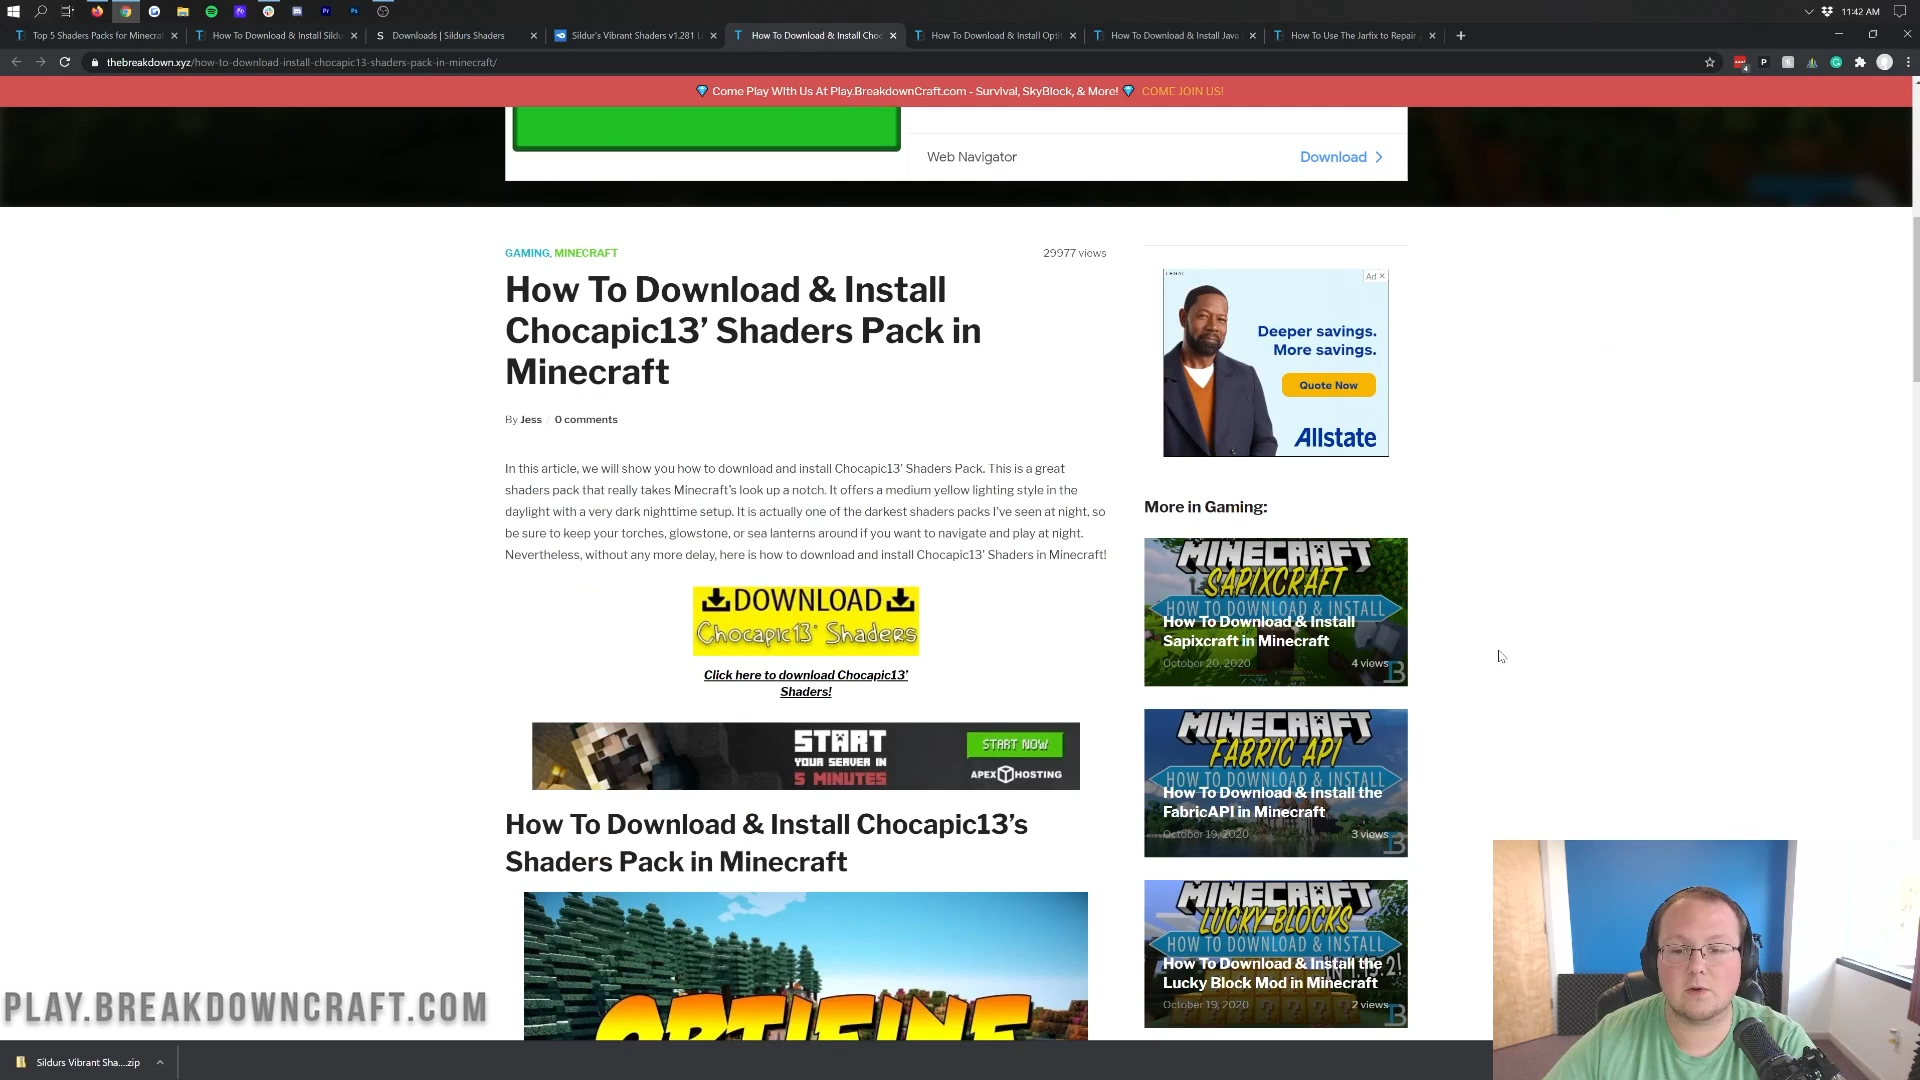 11:42 AM
Top 5 Shaders Packs for Minecra
How To Download & Install Sildu
Downloads | Sildurs Shaders
Sildur's Vibrant Shaders v1.281
How To Download & Install Choc
How To Download & Install Opti
How To Download & Install Java
How To Use The Jarfix to Repair
thebreakdown.xyz/how-to-download-install-chocapic13-shaders-pack-in-minecraft/
Come Play With Us At Play.BreakdownCraft.com - Survival, SkyBlock, & More! COME JOIN US!
Web Navigator
Download
GAMING, MINECRAFT
29977 views
How To Download & Install
Chocapic13’ Shaders Pack in
Minecraft
By Jess / 0 comments
In this article, we will show you how to download and install Chocapic13’ Shaders Pack. This is a great
shaders pack that really takes Minecraft’s look up a notch. It offers a medium yellow lighting style in the
daylight with a very dark nighttime setup. It is actually one of the darkest shaders packs I’ve seen at night, so
be sure to keep your torches, glowstone, or sea lanterns around if you want to navigate and play at night.
Nevertheless, without any more delay, here is how to download and install Chocapic13’ Shaders in Minecraft!
DOWNLOAD
Chocapic13' Shaders
Click here to download Chocapic13’
Shaders!
START
YOUR SERVER IN
5 MINUTES
START NOW
APEX HOSTING
How To Download & Install Chocapic13’s
Shaders Pack in Minecraft
OPTIFINE
LEGAL
Ad
Deeper savings.
More savings.
Quote Now
Allstate
More in Gaming:
MINECRAFT
SAPIXCRAFT
HOW TO DOWNLOAD & INSTALL
How To Download & Install
Sapixcraft in Minecraft
October 20, 2020
4 views
MINECRAFT
FABRIC API
HOW TO DOWNLOAD & INSTALL
How To Download & Install the
FabricAPI in Minecraft
October 19, 2020
3 views
MINECRAFT
LUCKY BLOCKS
HOW TO DOWNLOAD & INSTALL
IN 1.15.2!
How To Download & Install the
Lucky Block Mod in Minecraft
October 19, 2020
2 views
PLAY.BREAKDOWNCRAFT.COM
Sildurs Vibrant Sha....zip